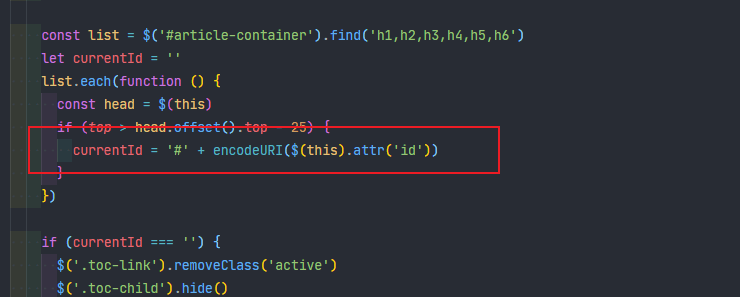 const list = $('#article-container').find('h1,h2,h3,h4,h5,h6')
let currentId = ''
list.each(function () {
const head = $(this)
if (top > head.offset().top - 25) {
currentId = '#' + encodeURI($(this).attr('id'))
}
})
if (currentId === '') {
$('.toc-link').removeClass('active')
$('.toc-child').hide()